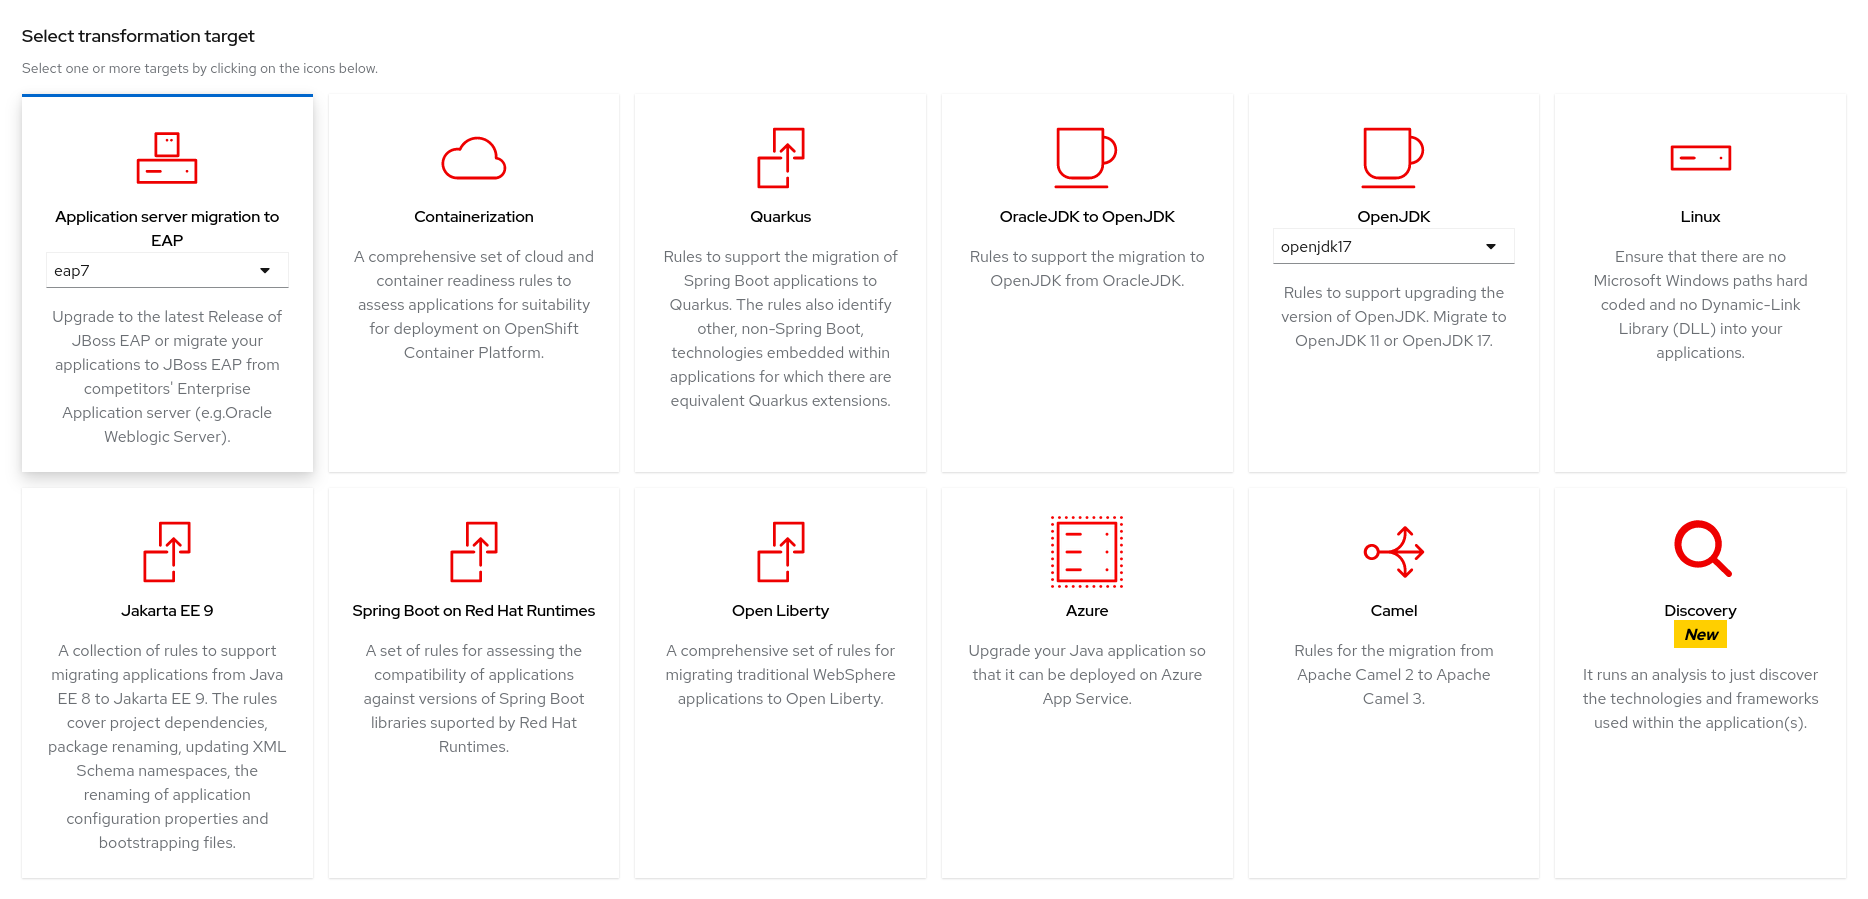 Select transformation target
Select one or more targets by clicking on the icons below.
Application server migration to
EAP
eap7
Upgrade to the latest Release of
JBoss EAP or migrate your
applications to JBoss EAP from
competitors' Enterprise
Application server (e.g.Oracle
Weblogic Server).
Containerization
A comprehensive set of cloud and
container readiness rules to
assess applications for suitability
for deployment on OpenShift
Container Platform.
Quarkus
Rules to support the migration of
Spring Boot applications to
Quarkus. The rules also identify
other, non-Spring Boot,
technologies embedded within
applications for which there are
equivalent Quarkus extensions.
OracleJDK to OpenJDK
Rules to support the migration to
OpenJDK from OracleJDK.
OpenJDK
openjdk17
Rules to support upgrading the
version of OpenJDK. Migrate to
OpenJDK 11 or OpenJDK 17.
Linux
Ensure that there are no
Microsoft Windows paths hard
coded and no Dynamic-Link
Library (DLL) into your
applications.
Jakarta EE 9
A collection of rules to support
migrating applications from Java
EE 8 to Jakarta EE 9. The rules
cover project dependencies,
package renaming, updating XML
Schema namespaces, the
renaming of application
configuration properties and
bootstrapping files.
Spring Boot on Red Hat Runtimes
A set of rules for assessing the
compatibility of applications
against versions of Spring Boot
libraries suported by Red Hat
Runtimes.
Open Liberty
A comprehensive set of rules for
migrating traditional WebSphere
applications to Open Liberty.
Azure
Upgrade your Java application so
that it can be deployed on Azure
App Service.
Camel
Rules for the migration from
Apache Camel 2 to Apache
Camel 3.
Discovery
New
It runs an analysis to just discover
the technologies and frameworks
used within the application(s).